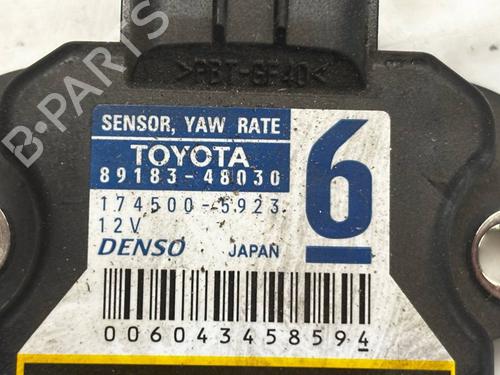 >PBT-GF40<
SENSOR, YAW RATE
TOYOTA
89183-48030
174500-5923
12V
DENSO JAPAN
6
006043458594
B-PARTS